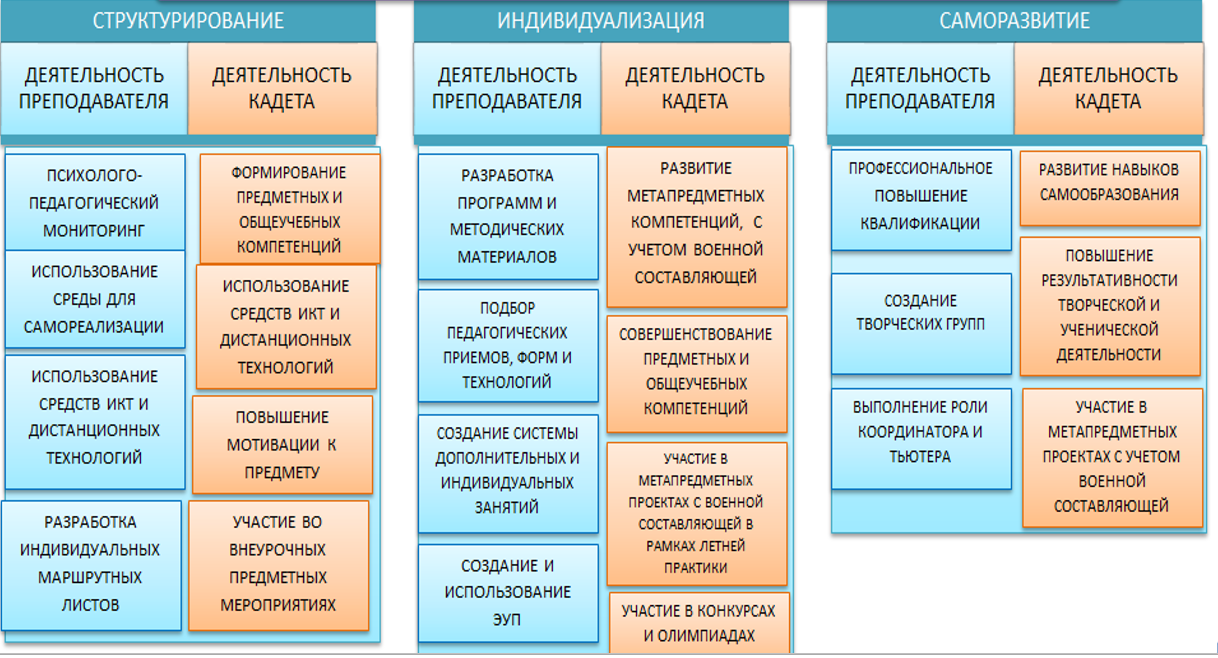 СТРУКТУРИРОВАНИЕ
ДЕЯТЕЛЬНОСТЬ
ПРЕПОДАВАТЕЛЯ
ДЕЯТЕЛЬНОСТЬ
КАДЕТА
ПСИХОЛОГО-
ПЕДАГОГИЧЕСКИЙ
МОНИТОРИНГ
ИСПОЛЬЗОВАНИЕ
СРЕДЫ ДЛЯ
САМОРЕАЛИЗАЦИИ
ИСПОЛЬЗОВАНИЕ
СРЕДСТВ ИКТ И
ДИСТАНЦИОННЫХ
ТЕХНОЛОГИЙ
РАЗРАБОТКА
ИНДИВИДУАЛЬНЫХ
МАРШРУТНЫХ
ЛИСТОВ
ФОРМИРОВАНИЕ
ПРЕДМЕТНЫХ И
ОБЩЕУЧЕБНЫХ
КОМПЕТЕНЦИЙ
ИСПОЛЬЗОВАНИЕ
СРЕДСТВ ИКТ И
ДИСТАНЦИОННЫХ
ТЕХНОЛОГИЙ
ПОВЫШЕНИЕ
МОТИВАЦИИ К
ПРЕДМЕТУ
УЧАСТИЕ ВО
ВНЕУРОЧНЫХ
ПРЕДМЕТНЫХ
МЕРОПРИЯТИЯХ
ИНДИВИДУАЛИЗАЦИЯ
ДЕЯТЕЛЬНОСТЬ
ПРЕПОДАВАТЕЛЯ
ДЕЯТЕЛЬНОСТЬ
КАДЕТА
РАЗРАБОТКА
ПРОГРАММ И
МЕТОДИЧЕСКИХ
МАТЕРИАЛОВ
ПОДБОР
ПЕДАГОГИЧЕСКИХ
ПРИЕМОВ, ФОРМ И
ТЕХНОЛОГИЙ
СОЗДАНИЕ СИСТЕМЫ
ДОПОЛНИТЕЛЬНЫХ И
ИНДИВИДУАЛЬНЫХ
ЗАНЯТИЙ
СОЗДАНИЕ И
ИСПОЛЬЗОВАНИЕ
ЭУП
РАЗВИТИЕ
МЕТАПРЕДМЕТНЫХ
КОМПЕТЕНЦИЙ, С
УЧЕТОМ ВОЕННОЙ
СОСТАВЛЯЮЩЕЙ
СОВЕРШЕНСТВОВАНИЕ
ПРЕДМЕТНЫХ И
ОБЩЕУЧЕБНЫХ
КОМПЕТЕНЦИЙ
УЧАСТИЕ В
МЕТАПРЕДМЕТНЫХ
ПРОЕКТАХ С ВОЕННОЙ
СОСТАВЛЯЮЩЕЙ В
РАМКАХ ЛЕТНЕЙ
ПРАКТИКИ
УЧАСТИЕ В КОНКУРСАХ
И ОЛИМПИАДАХ
САМОРАЗВИТИЕ
ДЕЯТЕЛЬНОСТЬ
ПРЕПОДАВАТЕЛЯ
ДЕЯТЕЛЬНОСТЬ
КАДЕТА
ПРОФЕССИОНАЛЬНОЕ
ПОВЫШЕНИЕ
КВАЛИФИКАЦИИ
СОЗДАНИЕ
ТВОРЧЕСКИХ ГРУПП
ВЫПОЛНЕНИЕ РОЛИ
КООРДИНАТОРА И
ТЬЮТЕРА
РАЗВИТИЕ НАВЫКОВ
САМООБРАЗОВАНИЯ
ПОВЫШЕНИЕ
РЕЗУЛЬТАТИВНОСТИ
ТВОРЧЕСКОЙ И
УЧЕНИЧЕСКОЙ
ДЕЯТЕЛЬНОСТИ
УЧАСТИЕ В
МЕТАПРЕДМЕТНЫХ
ПРОЕКТАХ С УЧЕТОМ
ВОЕННОЙ
СОСТАВЛЯЮЩЕЙ